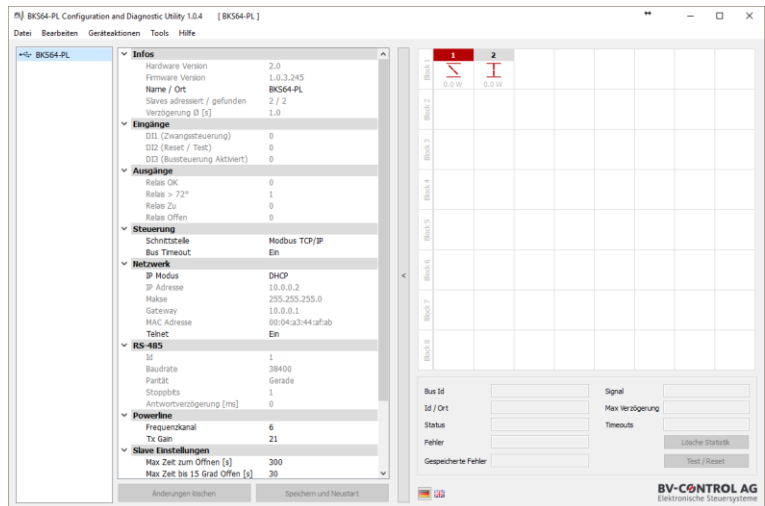 BKS64-PL Configuration and Diagnostic Utility 1.0.4 [ BKS64-PL ]
Datei Bearbeiten Geräteaktionen Tools Hilfe
BKS64-PL
Infos
Hardware Version 2.0
Firmware Version 1.0.3.245
Name / Ort BKS64-PL
Slaves adressiert / gefunden 2 / 2
Verzögerung Ø [s] 1.0
Eingänge
DI1 (Zwangssteuerung) 0
DI2 (Reset / Test) 0
DI3 (Bussteuerung Aktiviert) 0
Ausgänge
Relais OK 0
Relais > 72° 1
Relais Zu 0
Relais Offen 0
Steuerung
Schnittstelle Modbus TCP/IP
Bus Timeout Ein
Netzwerk
IP Modus DHCP
IP Adresse 10.0.0.2
Makse 255.255.255.0
Gateway 10.0.0.1
MAC Adresse 00:04:a3:44:af:ab
Telnet Ein
RS-485
Id 1
Baudrate 38400
Parität Gerade
Stoppbits 1
Antwortverzögerung [ms] 0
Powerline
Frequenzkanal 6
Tx Gain 21
Slave Einstellungen
Max Zeit zum Öffnen [s] 300
Max Zeit bis 15 Grad Offen [s] 30
Änderungen löschen Speichern und Neustart
<
1 2
0.0 W 0.0 W
Block 1
Block 2
Block 3
Block 4
Block 5
Block 6
Block 7
Block 8
Bus Id Signal
Id / Ort Max Verzögerung
Status Timeouts
Fehler Lösche Statistik
Gespeicherte Fehler Test / Reset
BV-CONTROL AG
Elektronische Steuersysteme